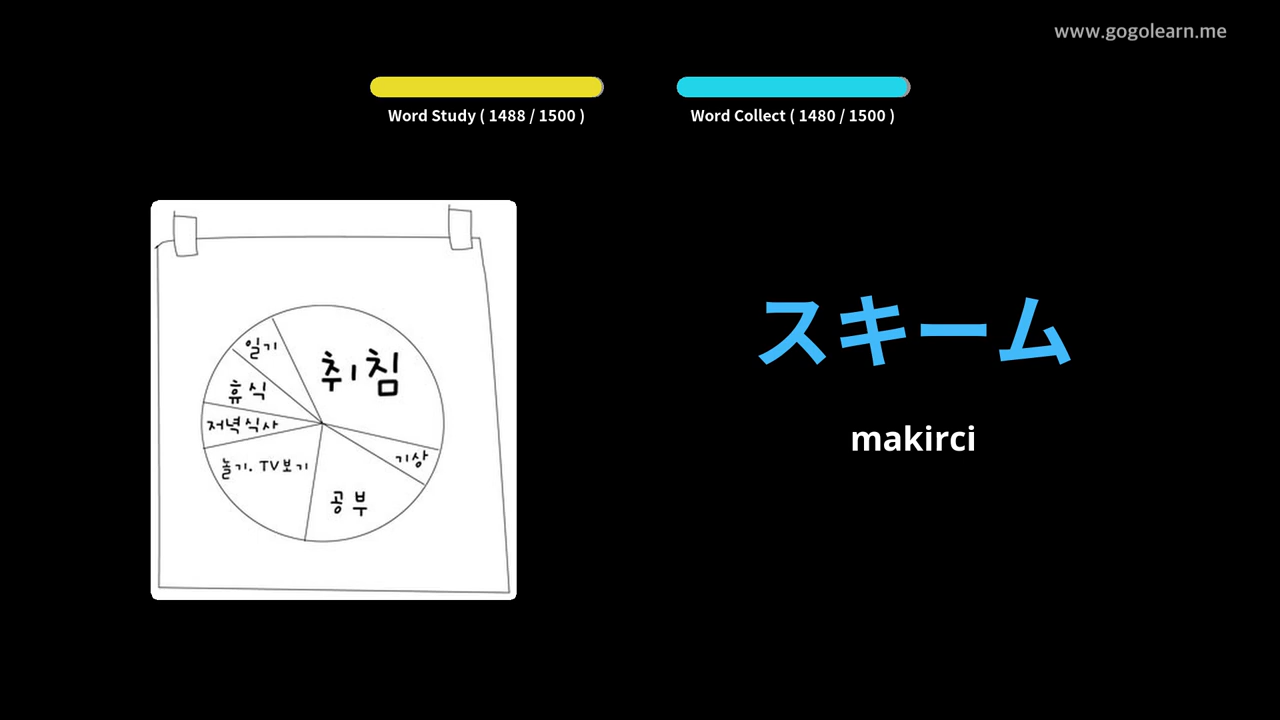 www.gogolearn.me
Word Study ( 1488 / 1500 )
Word Collect ( 1480 / 1500 )
일기
취침
휴식
저녁식사
놀기. TV보기
기상
공부
スキーム
makirci